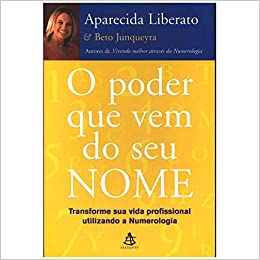 Aparecida Liberato
& Beto Junqueyra
Autores de Vivendo melhor através da Numerologia
O poder
que vem
do seu
NOME
Transforme sua vida profissional
utilizando a Numerologia
SEXTANTE